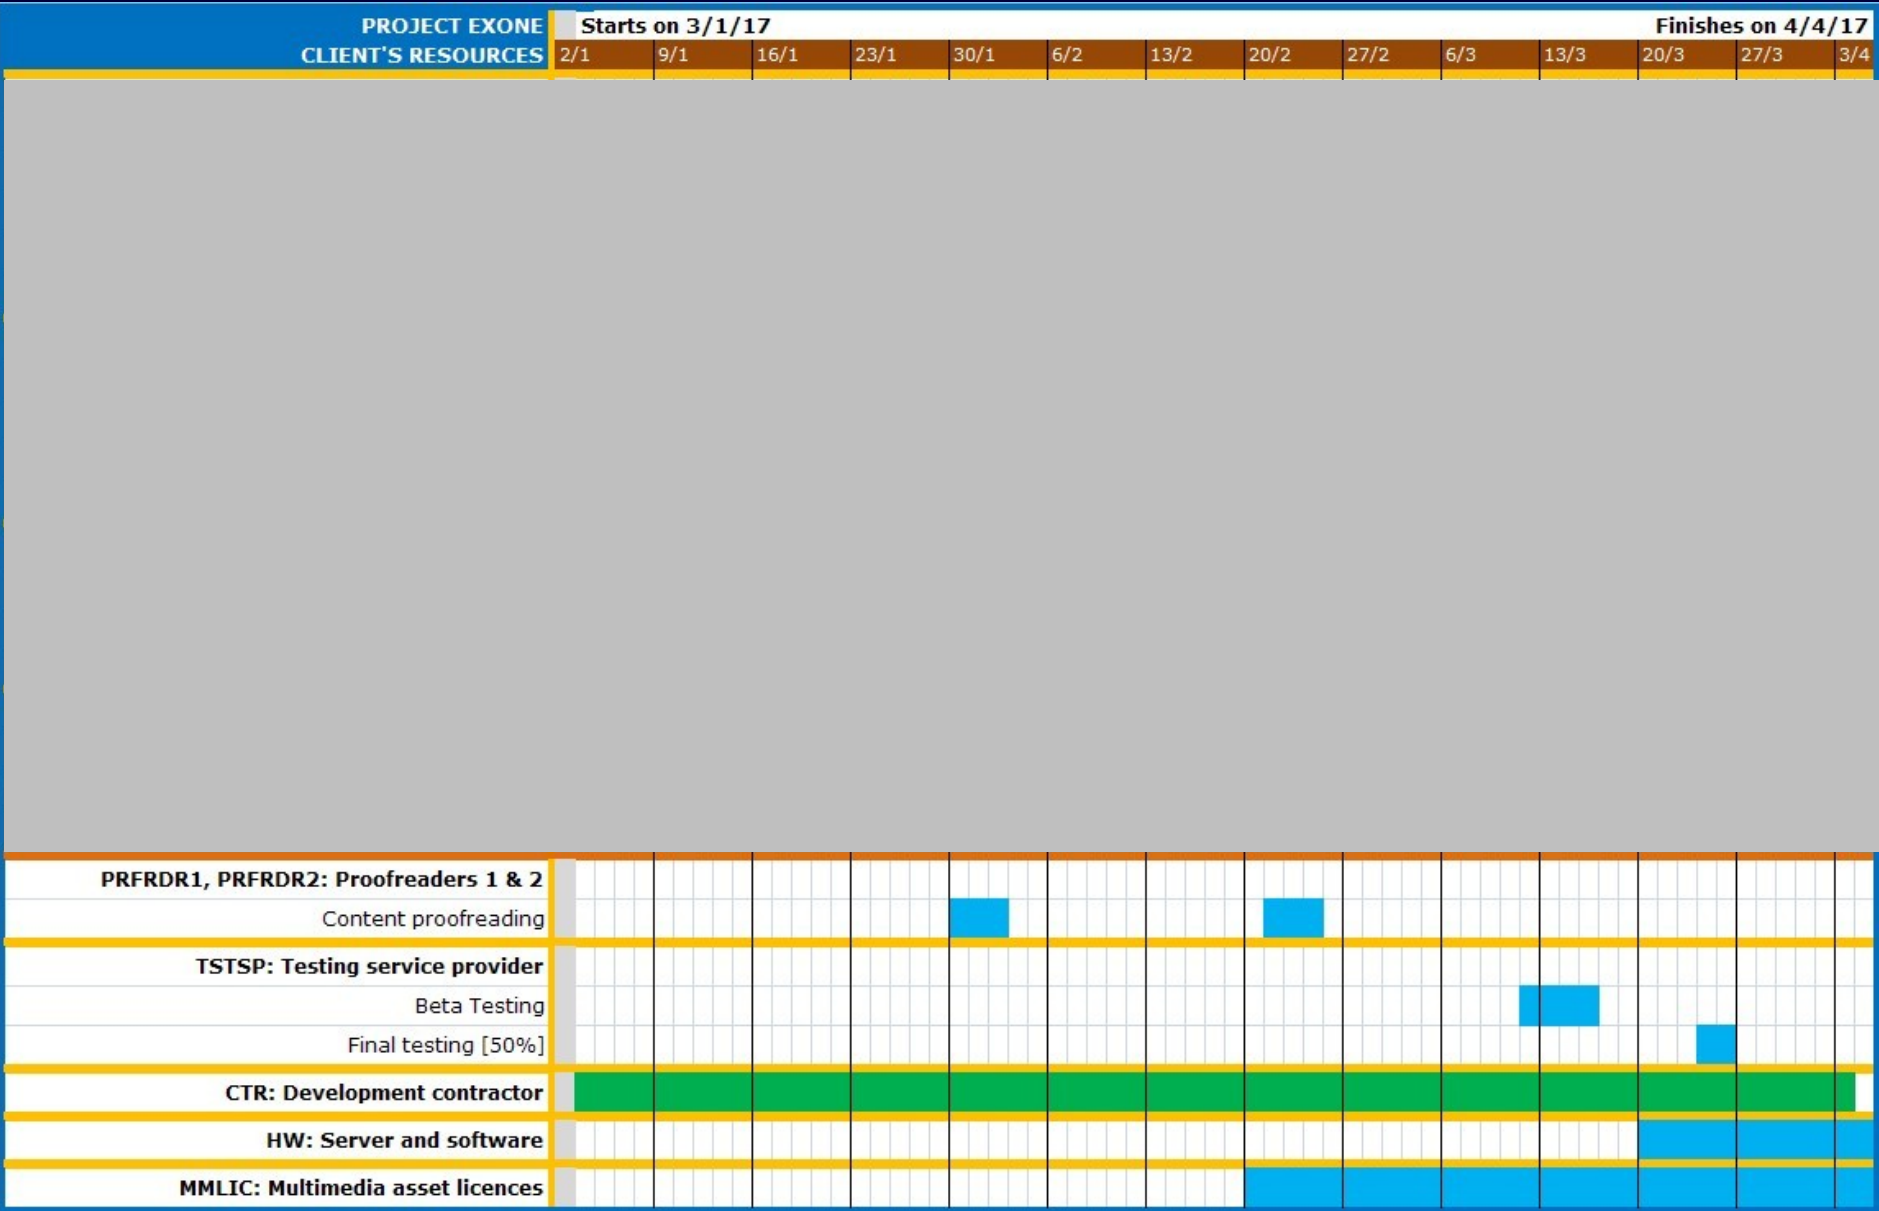 PROJECT EXONE Starts on 3/1/17 Finishes on 4/4/17
CLIENT'S RESOURCES 2/1 9/1 16/1 23/1 30/1 6/2 13/2 20/2 27/2 6/3 13/3 20/3 27/3 3/4
PRFRDR1, PRFRDR2: Proofreaders 1 & 2
Content proofreading
TSTSP: Testing service provider
Beta Testing
Final testing [50%]
CTR: Development contractor
HW: Server and software
MMLIC: Multimedia asset licences